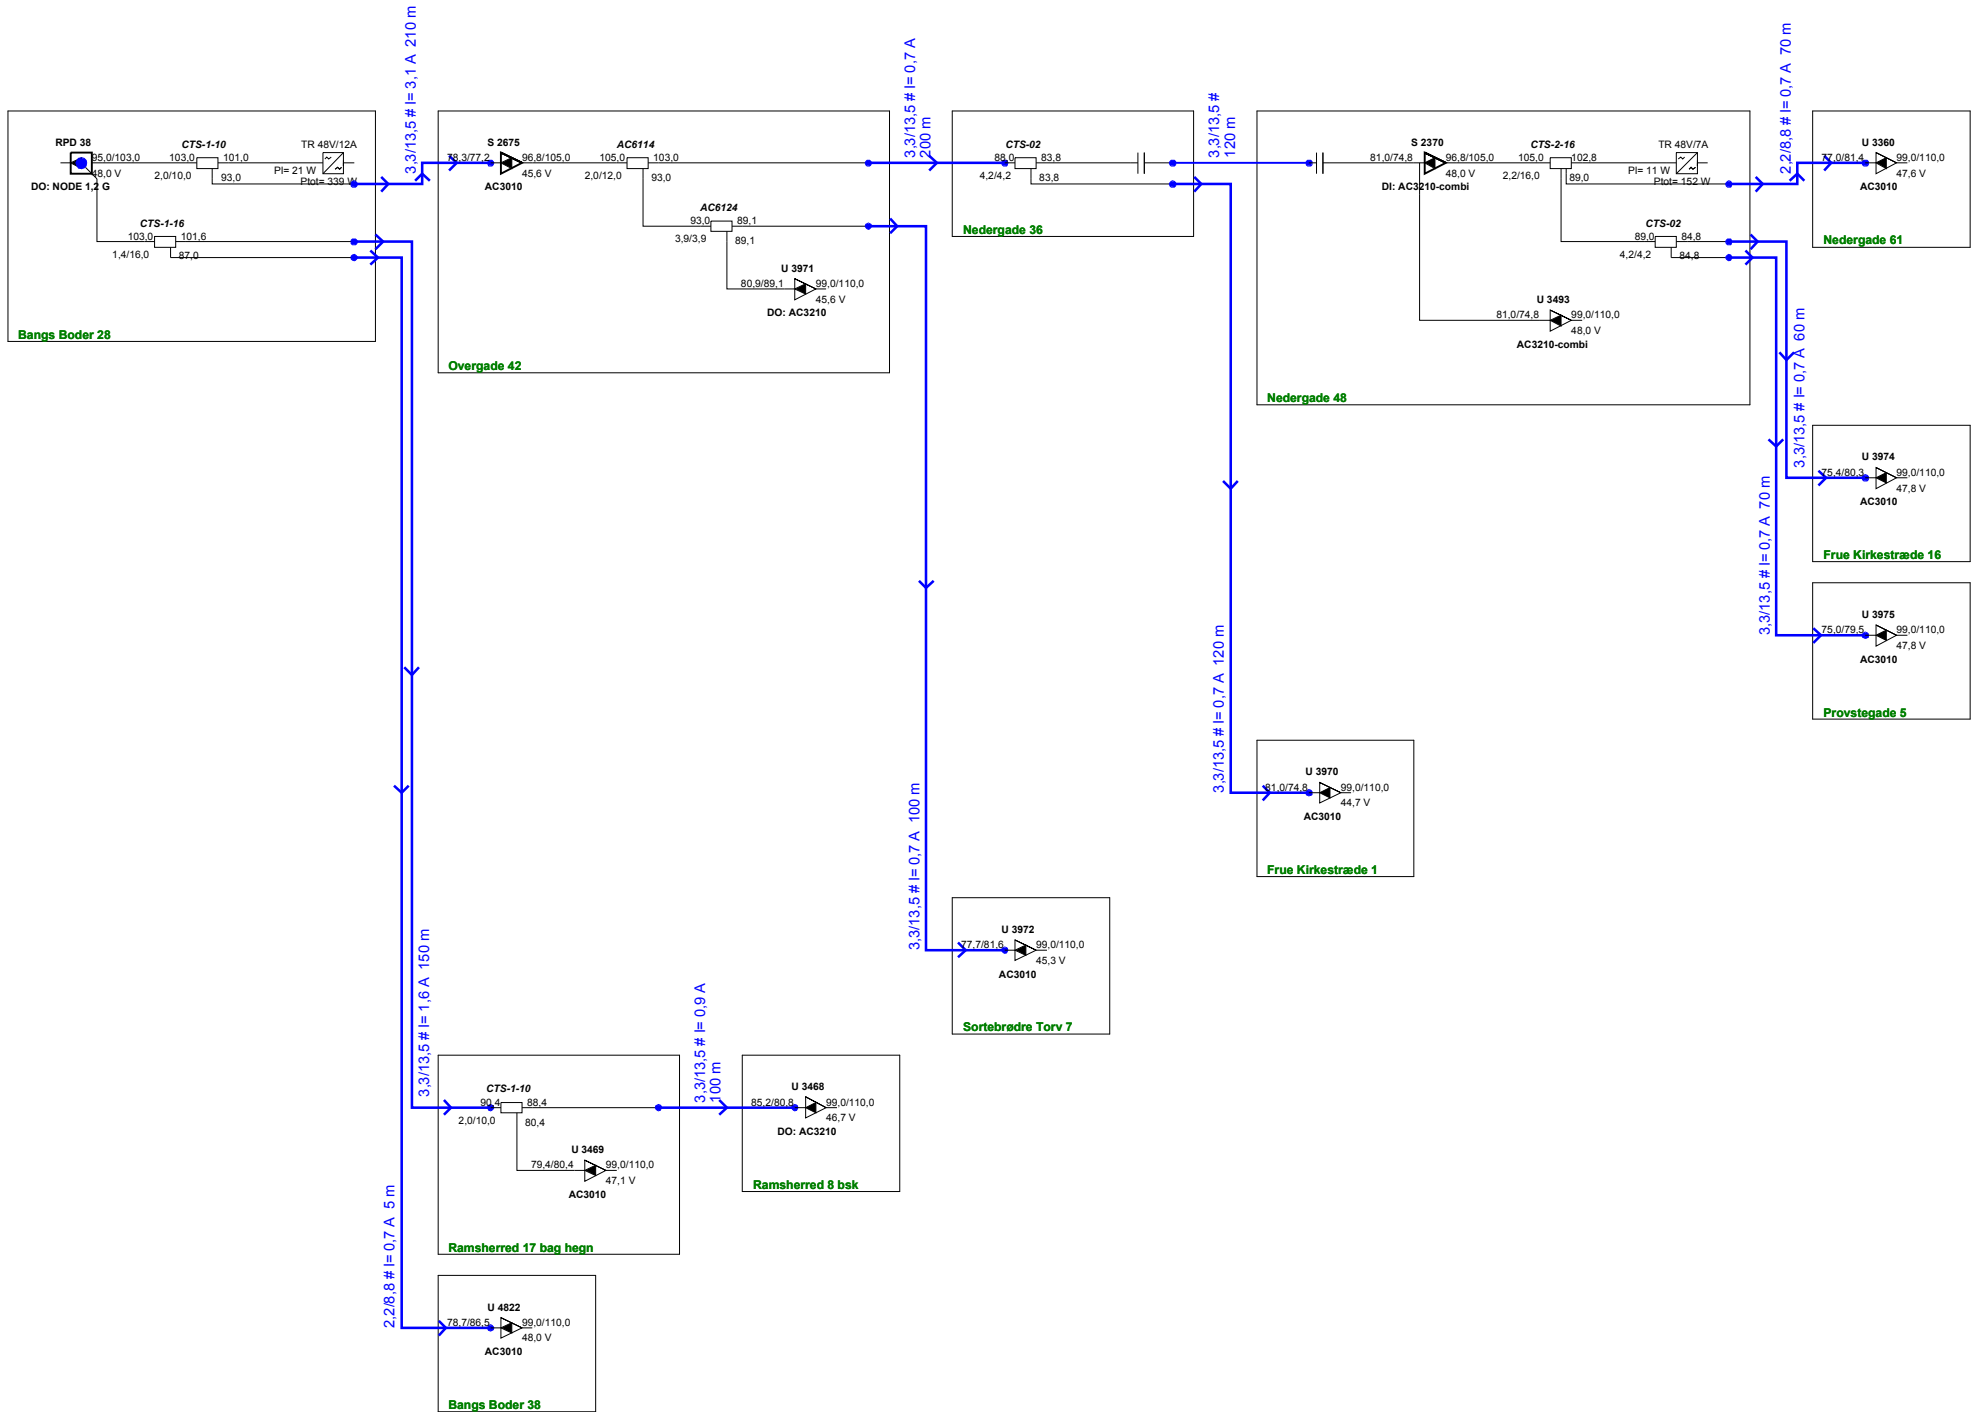 RPD 38
95,0/103,0
48,0 V
DO: NODE 1,2 G
CTS-1-10
103,0
101,0
2,0/10,0
93,0
TR 48V/12A
PI= 21 W
Ptot= 339 W
CTS-1-16
103,0
101,6
1,4/16,0
87,0
Bangs Boder 28
3,3/13,5 # I= 3,1 A 210 m
S 2675
78,3/77,2
96,8/105,0
45,6 V
AC3010
AC6114
105,0
103,0
2,0/12,0
93,0
AC6124
93,0
89,1
3,9/3,9
89,1
U 3971
80,9/89,1
99,0/110,0
45,6 V
DO: AC3210
Overgade 42
3,3/13,5 # I= 0,7 A
200 m
CTS-02
88,0
83,8
4,2/4,2
83,8
Nedergade 36
3,3/13,5 #
120 m
S 2370
81,0/74,8
96,8/105,0
48,0 V
DI: AC3210-combi
CTS-2-16
105,0
102,8
2,2/16,0
89,0
TR 48V/7A
PI= 11 W
Ptot= 152 W
CTS-02
89,0
84,8
4,2/4,2
84,8
U 3493
81,0/74,8
99,0/110,0
48,0 V
AC3210-combi
Nedergade 48
2,2/8,8 # I= 0,7 A 70 m
U 3360
77,0/81,4
99,0/110,0
47,6 V
AC3010
Nedergade 61
3,3/13,5 # I= 0,7 A 60 m
U 3974
75,4/80,3
99,0/110,0
47,8 V
AC3010
Frue Kirkestræde 16
3,3/13,5 # I= 0,7 A 70 m
U 3975
75,0/79,5
99,0/110,0
47,8 V
AC3010
Provstegade 5
3,3/13,5 # I= 0,7 A 120 m
U 3970
81,0/74,8
99,0/110,0
44,7 V
AC3010
Frue Kirkestræde 1
3,3/13,5 # I= 0,7 A 100 m
U 3972
77,7/81,6
99,0/110,0
45,3 V
AC3010
Sortebrødre Torv 7
3,3/13,5 # I= 1,6 A 150 m
CTS-1-10
90,4
88,4
2,0/10,0
80,4
U 3469
79,4/80,4
99,0/110,0
47,1 V
AC3010
Ramsherred 17 bag hegn
3,3/13,5 # I= 0,9 A
100 m
U 3468
85,2/80,8
99,0/110,0
46,7 V
DO: AC3210
Ramsherred 8 bsk
2,2/8,8 # I= 0,7 A 5 m
U 4822
78,7/86,5
99,0/110,0
48,0 V
AC3010
Bangs Boder 38